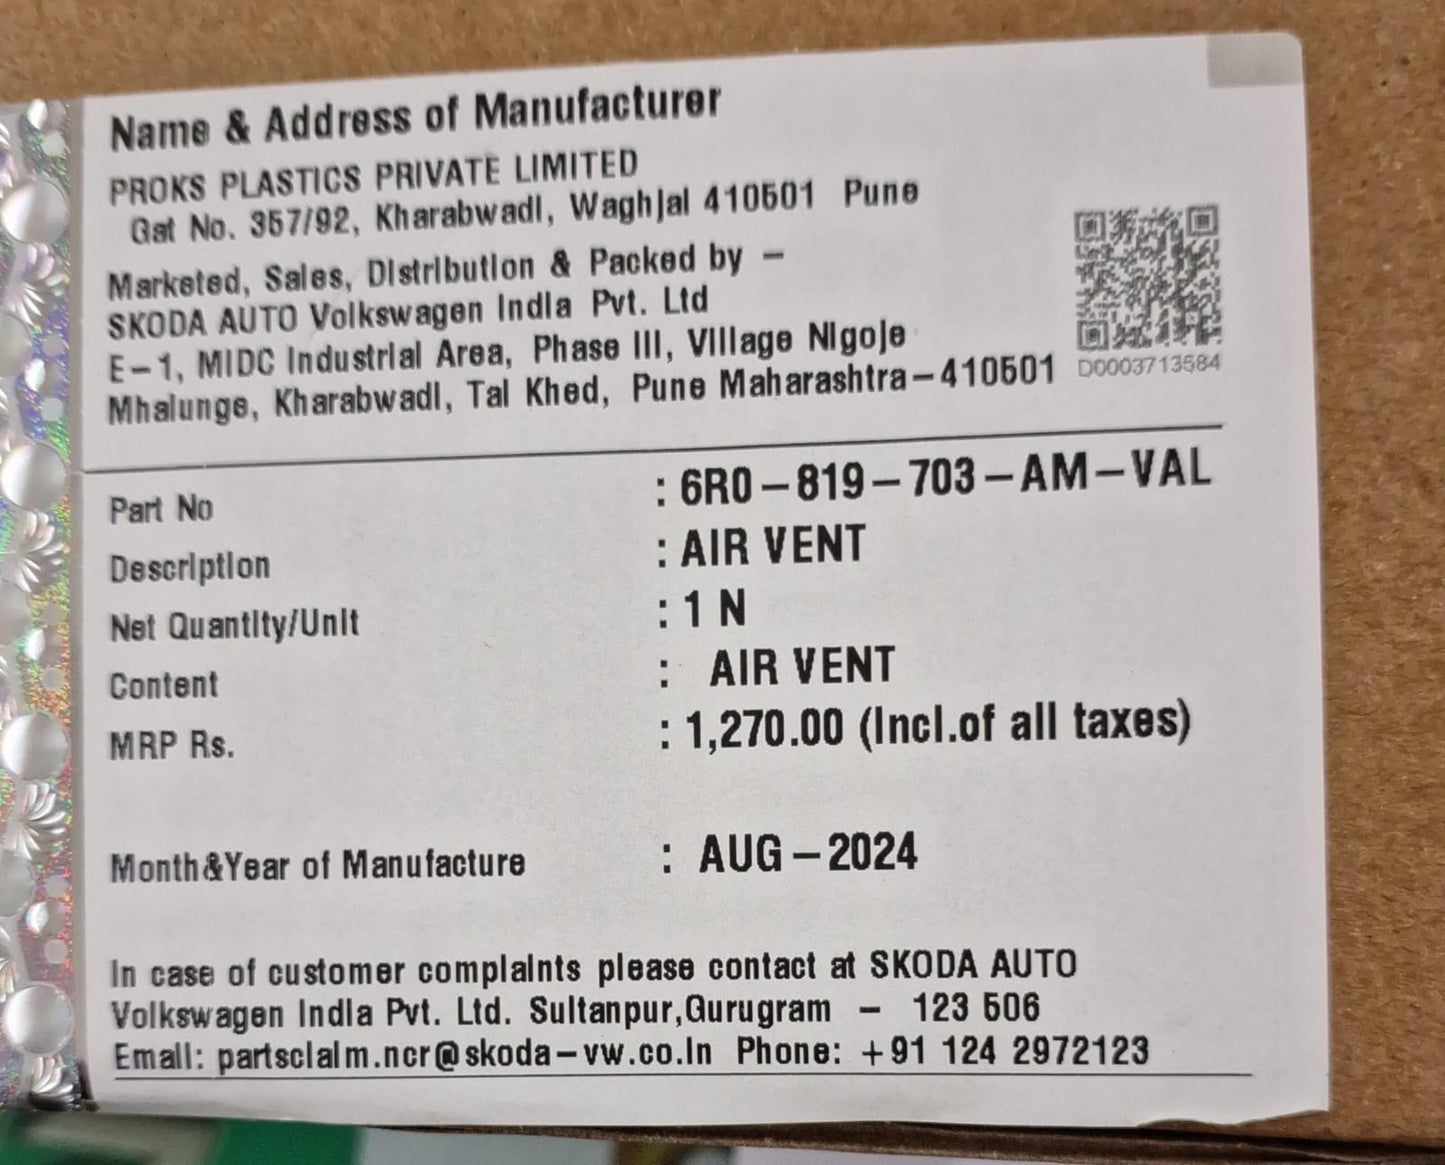 Name & Address of Manufacturer
PROKS PLASTICS PRIVATE LIMITED
Gat No. 357/92, Kharabwadi, Waghjal 410501 Pune
Marketed, Sales, Distribution & Packed by –
SKODA AUTO Volkswagen India Pvt. Ltd
E–1, MIDC Industrial Area, Phase III, Village Nigoje
Mhalunge, Kharabwadi, Tal Khed, Pune Maharashtra–410501
D0003713584
Part No : 6R0–819–703–AM–VAL
Description : AIR VENT
Net Quantity/Unit : 1 N
Content : AIR VENT
MRP Rs. : 1,270.00 (Incl.of all taxes)
Month&Year of Manufacture : AUG–2024
In case of customer complaints please contact at SKODA AUTO
Volkswagen India Pvt. Ltd. Sultanpur,Gurugram – 123 506
Email: partsclaim.ncr@skoda–vw.co.in Phone: +91 124 2972123